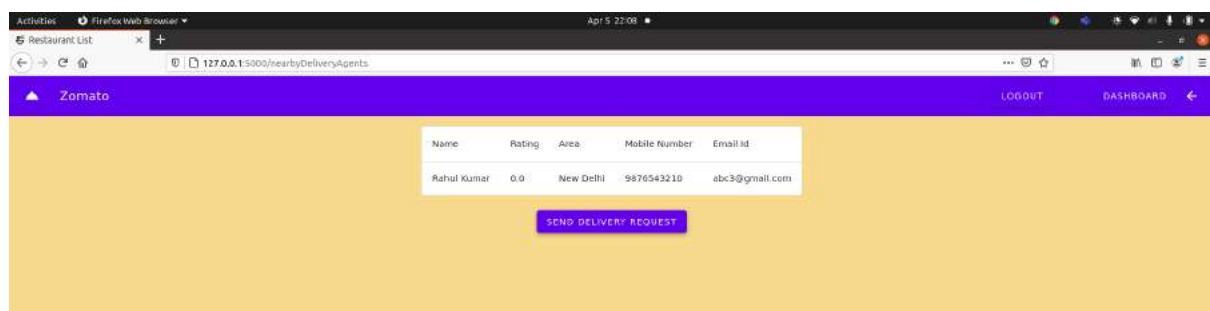 Activities Firefox Web Browser Apr 5 22:08
Restaurant List
127.0.0.1:5000/nearbyDeliveryAgents
Zomato LOGOUT DASHBOARD
Name Rating Area Mobile Number Email Id
Rahul Kumar 0.0 New Delhi 9876543210 abc3@gmail.com
SEND DELIVERY REQUEST